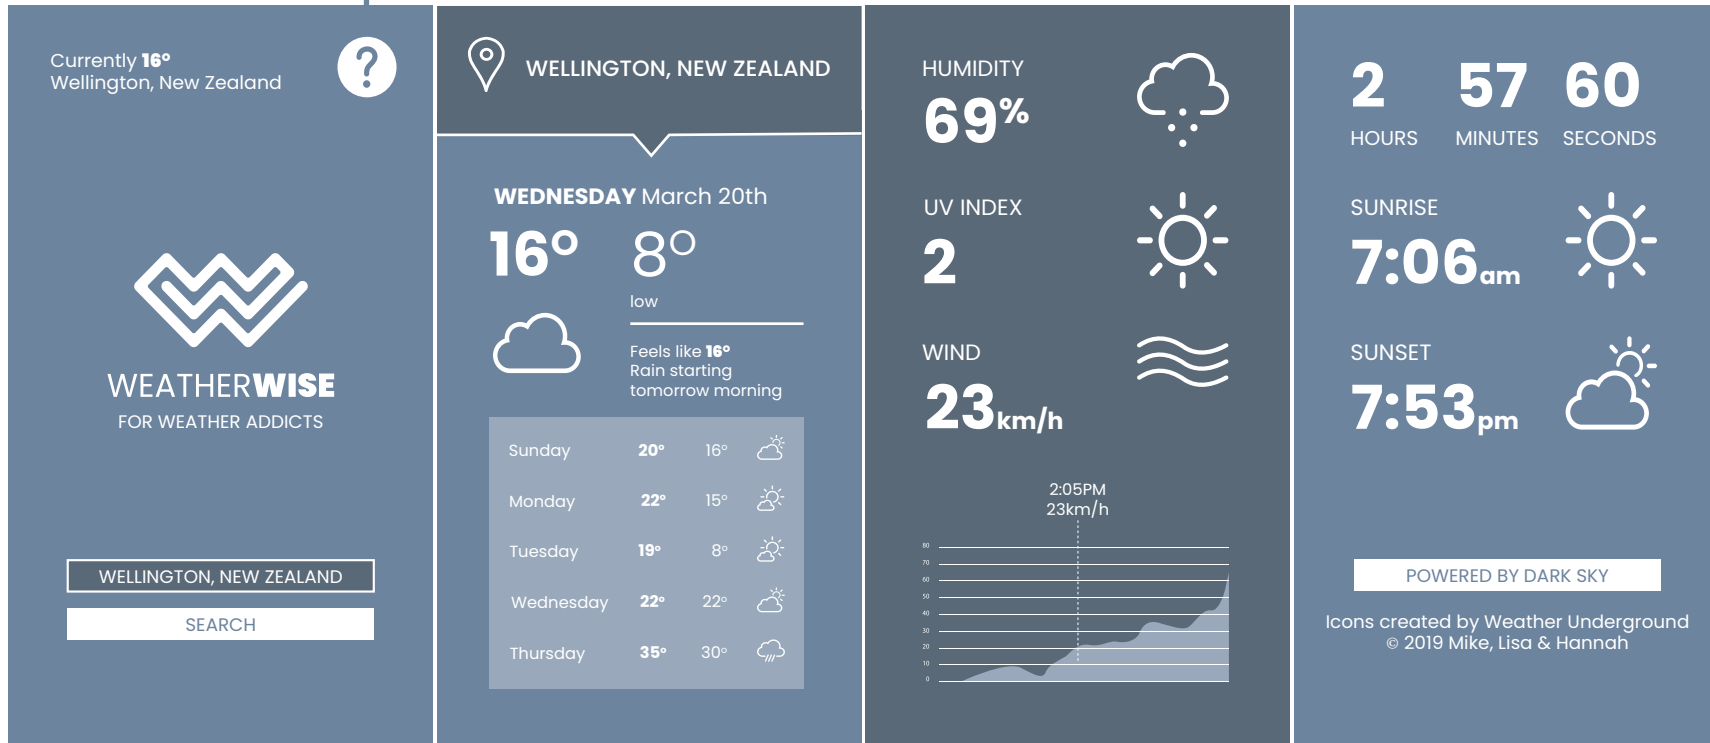 Currently 16°
Wellington, New Zealand
?
WEATHERWISE
FOR WEATHER ADDICTS
WELLINGTON, NEW ZEALAND
SEARCH
WELLINGTON, NEW ZEALAND
WEDNESDAY March 20th
16° 8°
low
Feels like 16°
Rain starting
tomorrow morning
Sunday 20° 16°
Monday 22° 15°
Tuesday 19° 8°
Wednesday 22° 22°
Thursday 35° 30°
HUMIDITY
69%
UV INDEX
2
WIND
23km/h
2:05PM
23km/h
80
70
60
50
40
30
20
10
0
2 57 60
HOURS MINUTES SECONDS
SUNRISE
7:06am
SUNSET
7:53pm
POWERED BY DARK SKY
Icons created by Weather Underground
© 2019 Mike, Lisa & Hannah